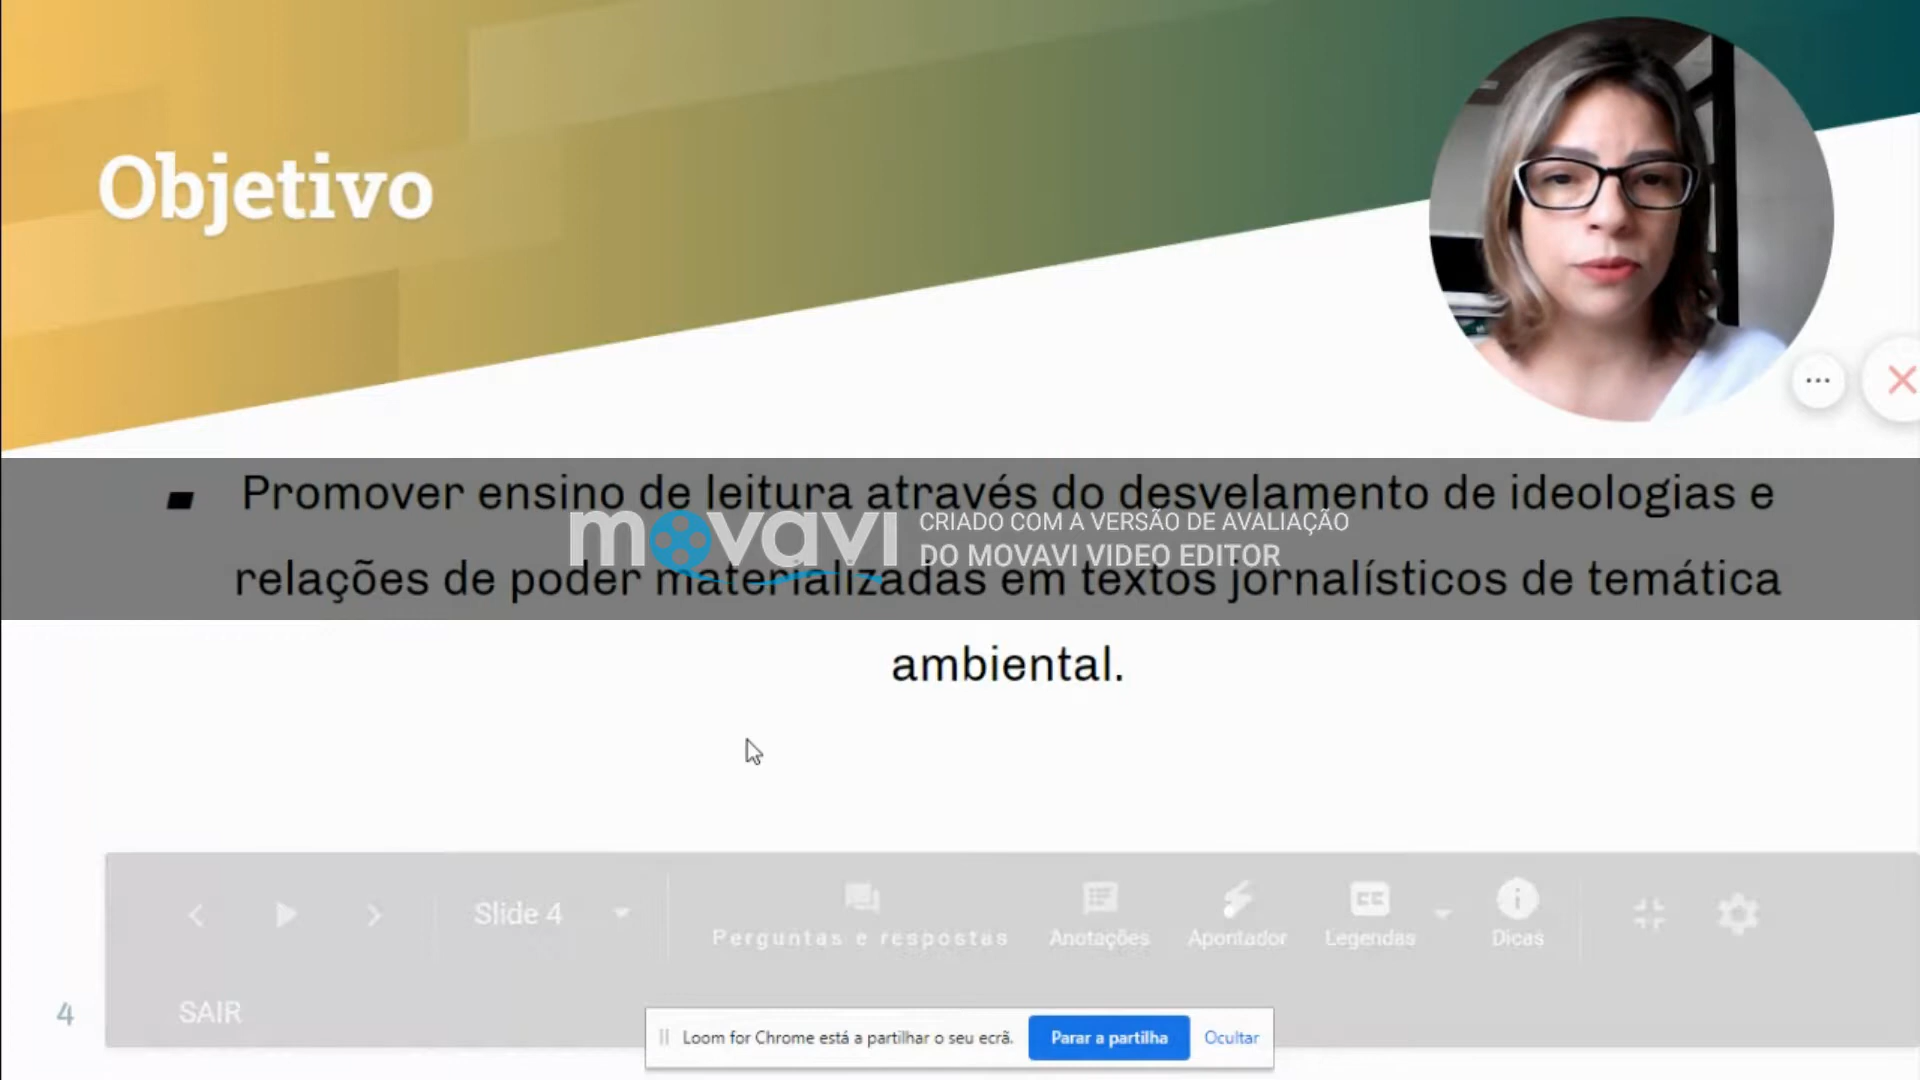 Objetivo
Promover ensino de leitura através do desvelamento de ideologias e
movavi
CRIADO COM A VERSÃO DE AVALIAÇÃO
DO MOVAVI VIDEO EDITOR
relações de poder materializadas em textos jornalísticos de temática
ambiental.
Slide 4
Perguntas e respostas
Anotações
Apontador
CC
Legendas
Dicas
4
SAIR
Loom for Chrome está a partilhar o seu ecrã.
Parar a partilha
Ocultar